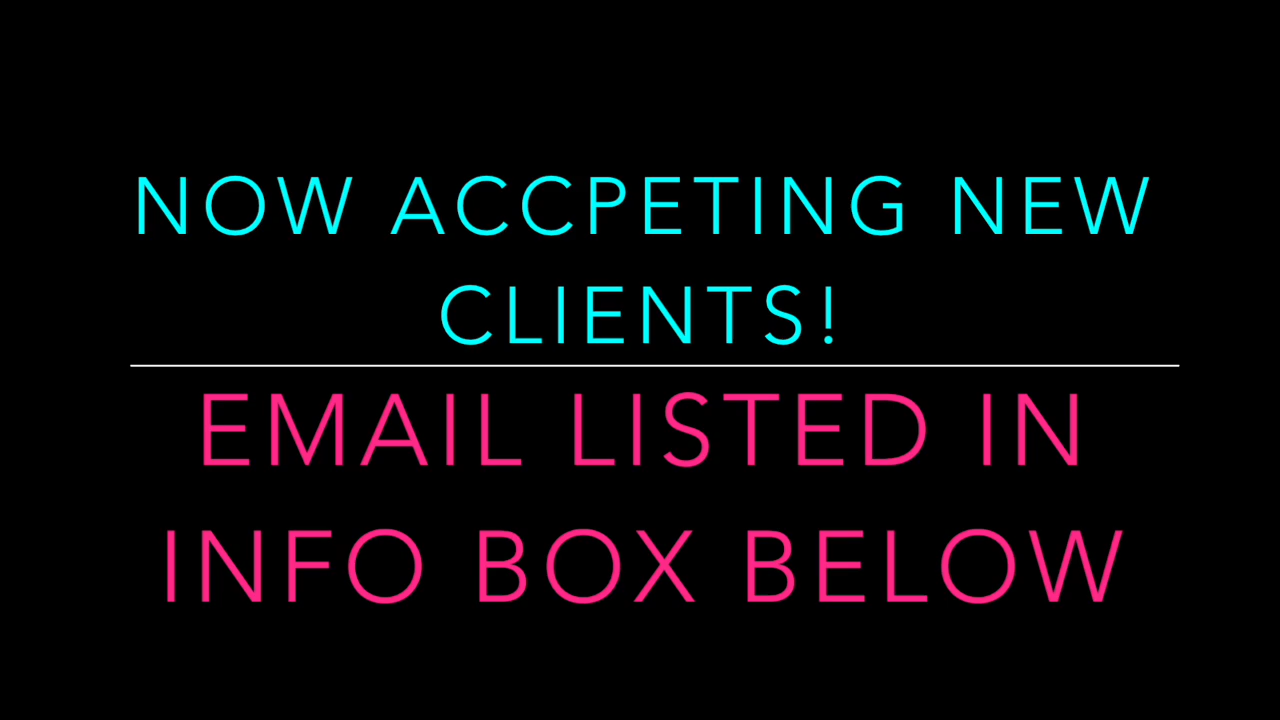 NOW ACCPETING NEW
CLIENTS!
EMAIL LISTED IN
INFO BOX BELOW